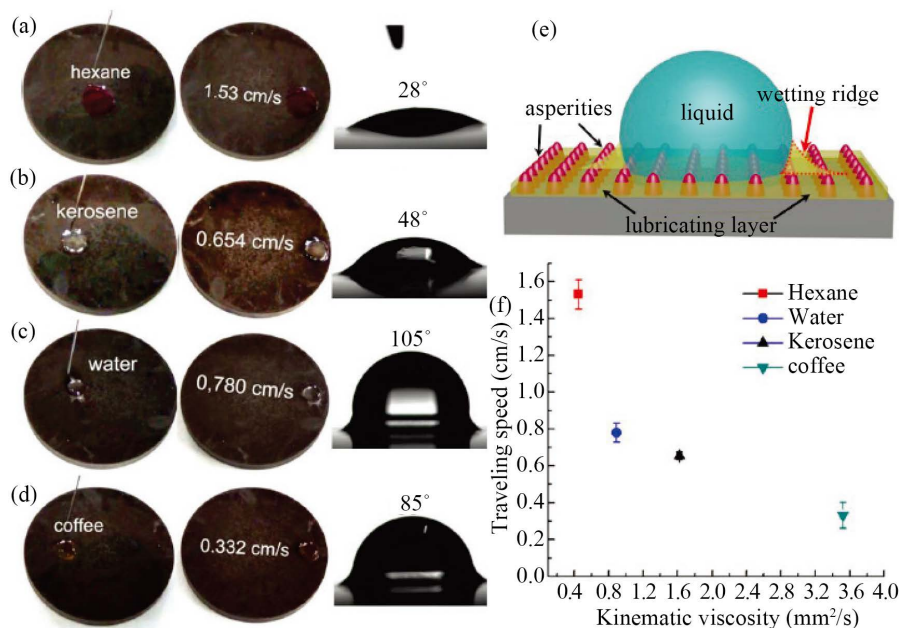 (a)
hexane
1.53 cm/s
28°
(b)
kerosene
0.654 cm/s
48°
(c)
water
0,780 cm/s
105°
(d)
coffee
0.332 cm/s
85°
(e)
asperities
liquid
wetting ridge
lubricating layer
(f)
Traveling speed (cm/s)
1.6
1.4
1.2
1.0
0.8
0.6
0.4
0.2
0
Hexane
Water
Kerosene
coffee
0.4 0.8 1.2 1.6 2.0 2.4 2.8 3.2 3.6 4.0
Kinematic viscosity (mm²/s)